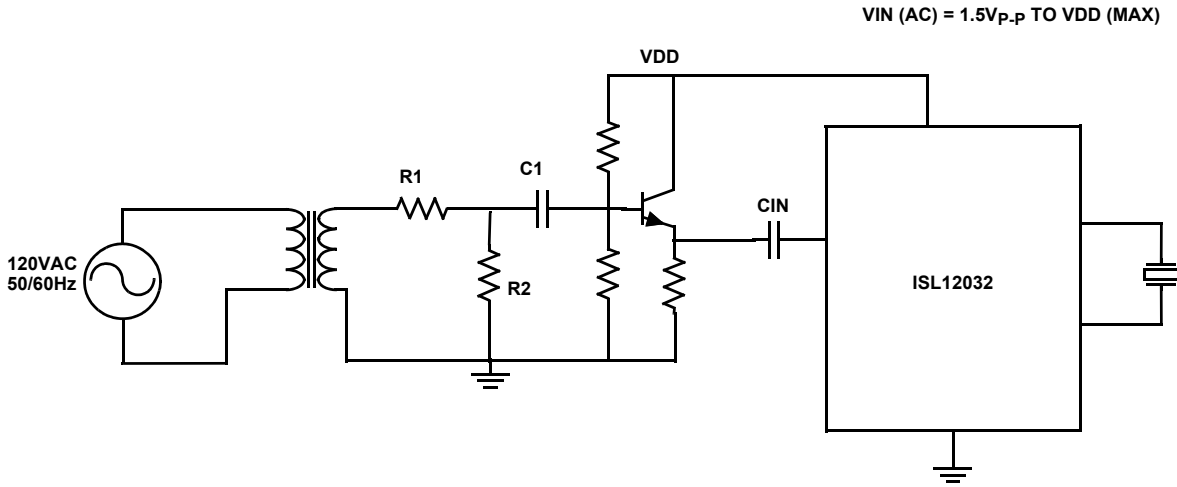 VIN (AC) = 1.5VP-P TO VDD (MAX)
VDD
R1
C1
CIN
120VAC
50/60Hz
R2
ISL12032